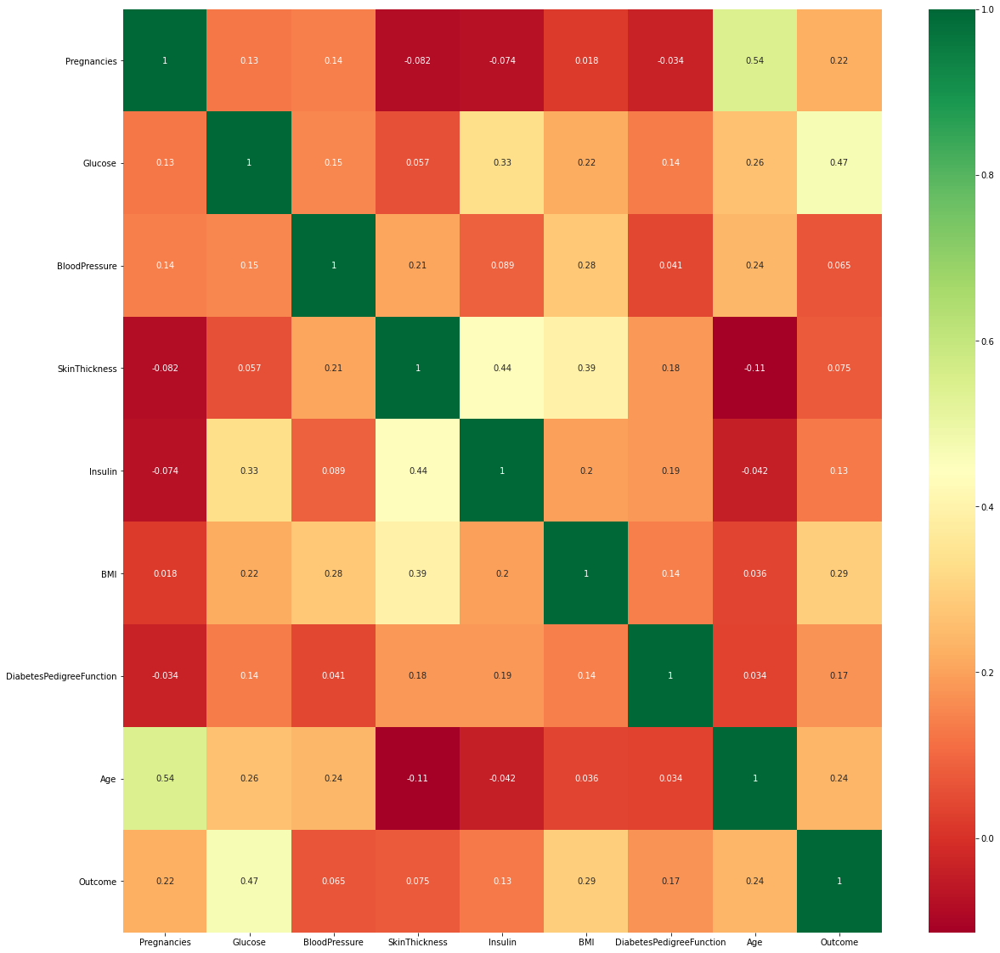 Pregnancies 1 0.13 0.14 -0.082 -0.074 0.018 -0.034 0.54 0.22
Glucose 0.13 1 0.15 0.057 0.33 0.22 0.14 0.26 0.47
BloodPressure 0.14 0.15 1 0.21 0.089 0.28 0.041 0.24 0.065
SkinThickness -0.082 0.057 0.21 1 0.44 0.39 0.18 -0.11 0.075
Insulin -0.074 0.33 0.089 0.44 1 0.2 0.19 -0.042 0.13
BMI 0.018 0.22 0.28 0.39 0.2 1 0.14 0.036 0.29
DiabetesPedigreeFunction -0.034 0.14 0.041 0.18 0.19 0.14 1 0.034 0.17
Age 0.54 0.26 0.24 -0.11 -0.042 0.036 0.034 1 0.24
Outcome 0.22 0.47 0.065 0.075 0.13 0.29 0.17 0.24 1
Pregnancies Glucose BloodPressure SkinThickness Insulin BMI DiabetesPedigreeFunction Age Outcome
1.0
0.8
0.6
0.4
0.2
0.0